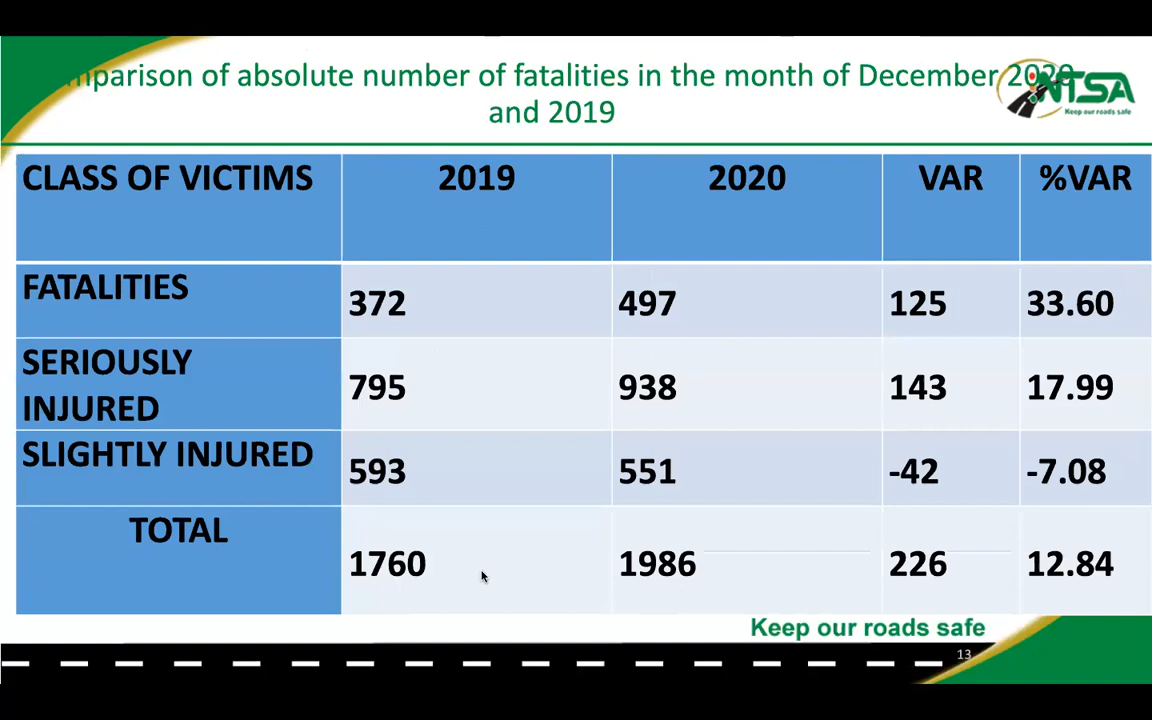 mparison of absolute number of fatalities in the month of December 2020
and 2019
NTSA
Keep our roads safe
CLASS OF VICTIMS 2019 2020 VAR %VAR
FATALITIES 372 497 125 33.60
SERIOUSLY
INJURED 795 938 143 17.99
SLIGHTLY INJURED 593 551 -42 -7.08
TOTAL 1760 1986 226 12.84
Keep our roads safe
13